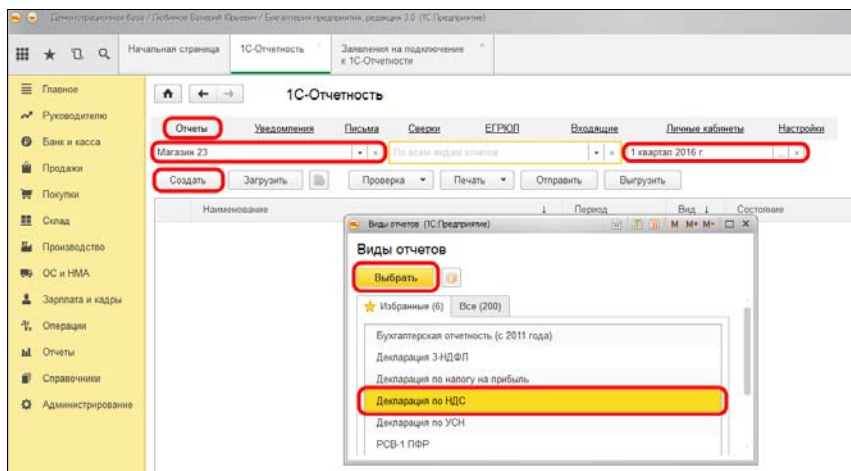 Демонстрационная база / Любимов Валерий Юрьевич / Бухгалтерия предприятия, редакция 3.0 (1С:Предприятие)
Начальная страница
1С-Отчетность
Заявления на подключение
к 1С-Отчетности
Главное
Руководителю
Банк и касса
Продажи
Покупки
Склад
Производство
ОС и НМА
Зарплата и кадры
Операции
Отчеты
Справочники
Администрирование
1С-Отчетность
Отчеты Уведомления Письма Сверки ЕГРЮЛ Входящие Личные кабинеты Настройки
Магазин 23 По всем видам отчетов 1 квартал 2016 г. ...
Создать Загрузить Проверка Печать Отправить Выгрузить
Наименование Период Вид Состояние
Виды отчетов (1С:Предприятие) M M+ M-
Виды отчетов
Выбрать
Избранные (6) Все (200)
Бухгалтерская отчетность (с 2011 года)
Декларация 3-НДФЛ
Декларация по налогу на прибыль
Декларация по НДС
Декларация по УСН
РСВ-1 ПФР